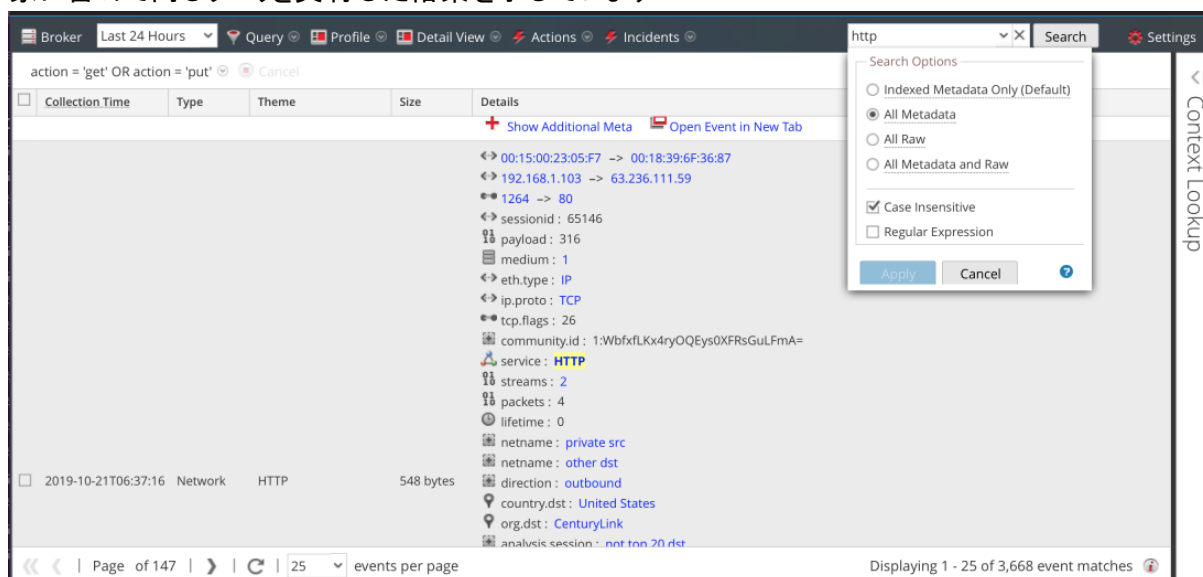 Broker Last 24 Hours Query Profile Detail View Actions Incidents http Search Settings
action = 'get' OR action = 'put' Cancel
Search Options
Indexed Metadata Only (Default)
All Metadata
All Raw
All Metadata and Raw
Case Insensitive
Regular Expression
Apply Cancel
Context Lookup
Collection Time Type Theme Size Details
Show Additional Meta Open Event in New Tab
00:15:00:23:05:F7 -> 00:18:39:6F:36:87
192.168.1.103 -> 63.236.111.59
1264 -> 80
sessionid : 65146
payload : 316
medium : 1
eth.type : IP
ip.proto : TCP
tcp.flags : 26
community.id : 1:WbfxfLKx4ryOQEys0XFRsGuLFmA=
service : HTTP
streams : 2
packets : 4
lifetime : 0
netname : private src
netname : other dst
2019-10-21T06:37:16 Network HTTP 548 bytes direction : outbound
country.dst : United States
org.dst : CenturyLink
analysis session : not top 20 dst
Page of 147 25 events per page Displaying 1 - 25 of 3,668 event matches